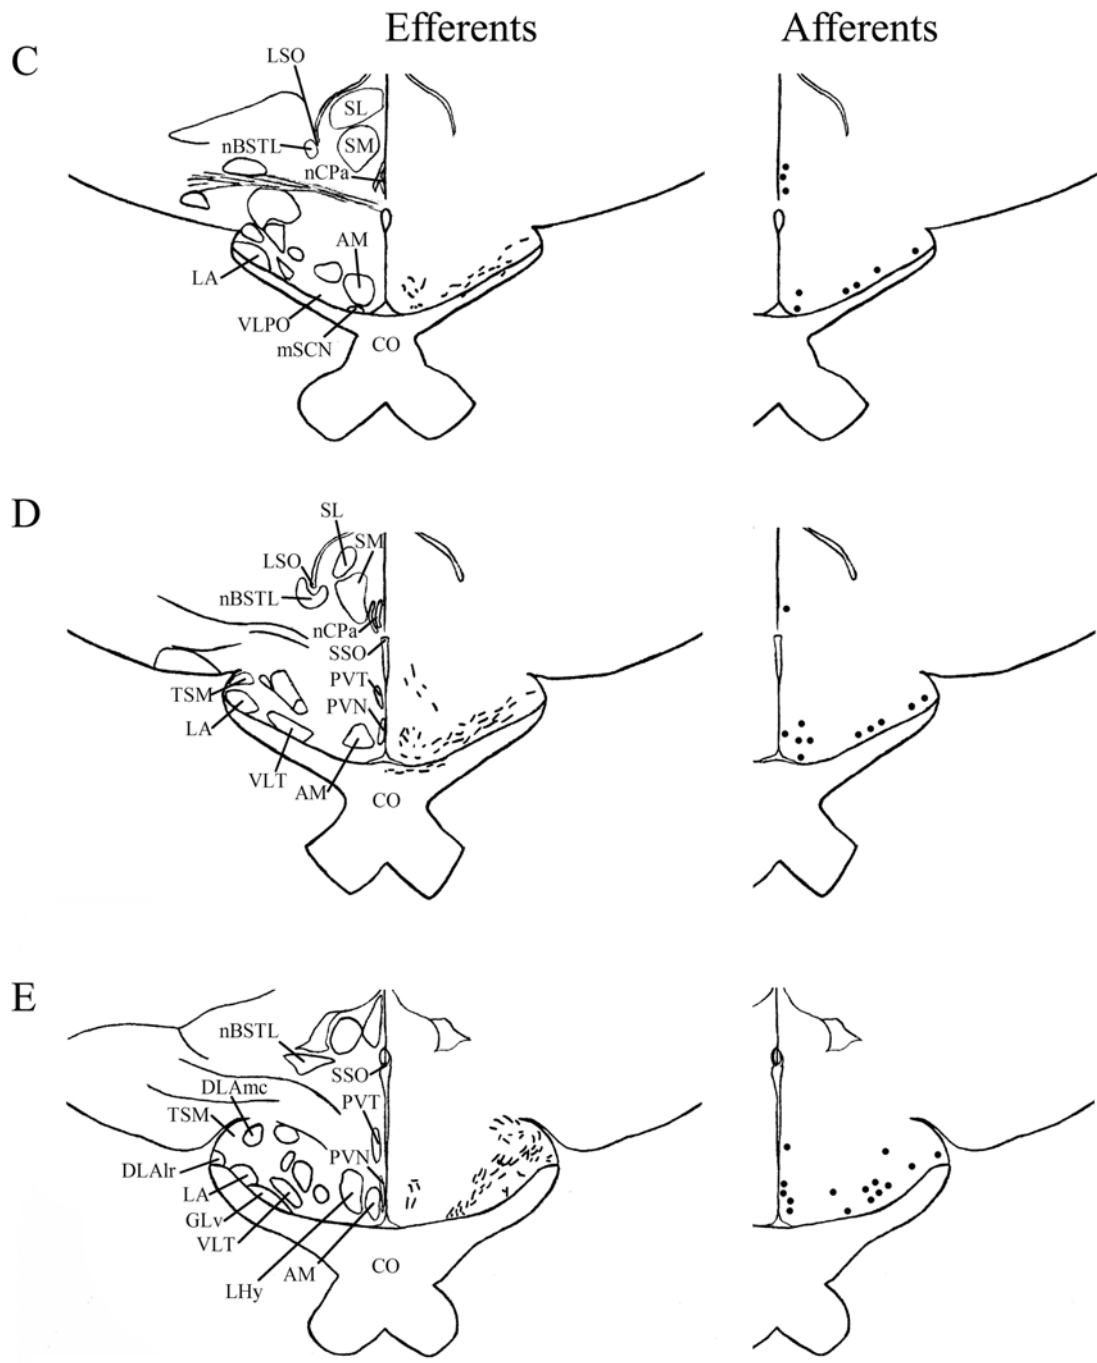 Efferents
Afferents
C
LSO
SL
nBSTL
SM
nCPa
AM
LA
VLPO
mSCN
CO
D
SL
SM
LSO
nBSTL
nCPa
SSO
TSM
PVT
LA
PVN
VLT
AM
CO
E
nBSTL
SSO
DLAmc
TSM
PVT
PVN
DLAlr
LA
GLv
VLT
AM
CO
LHy